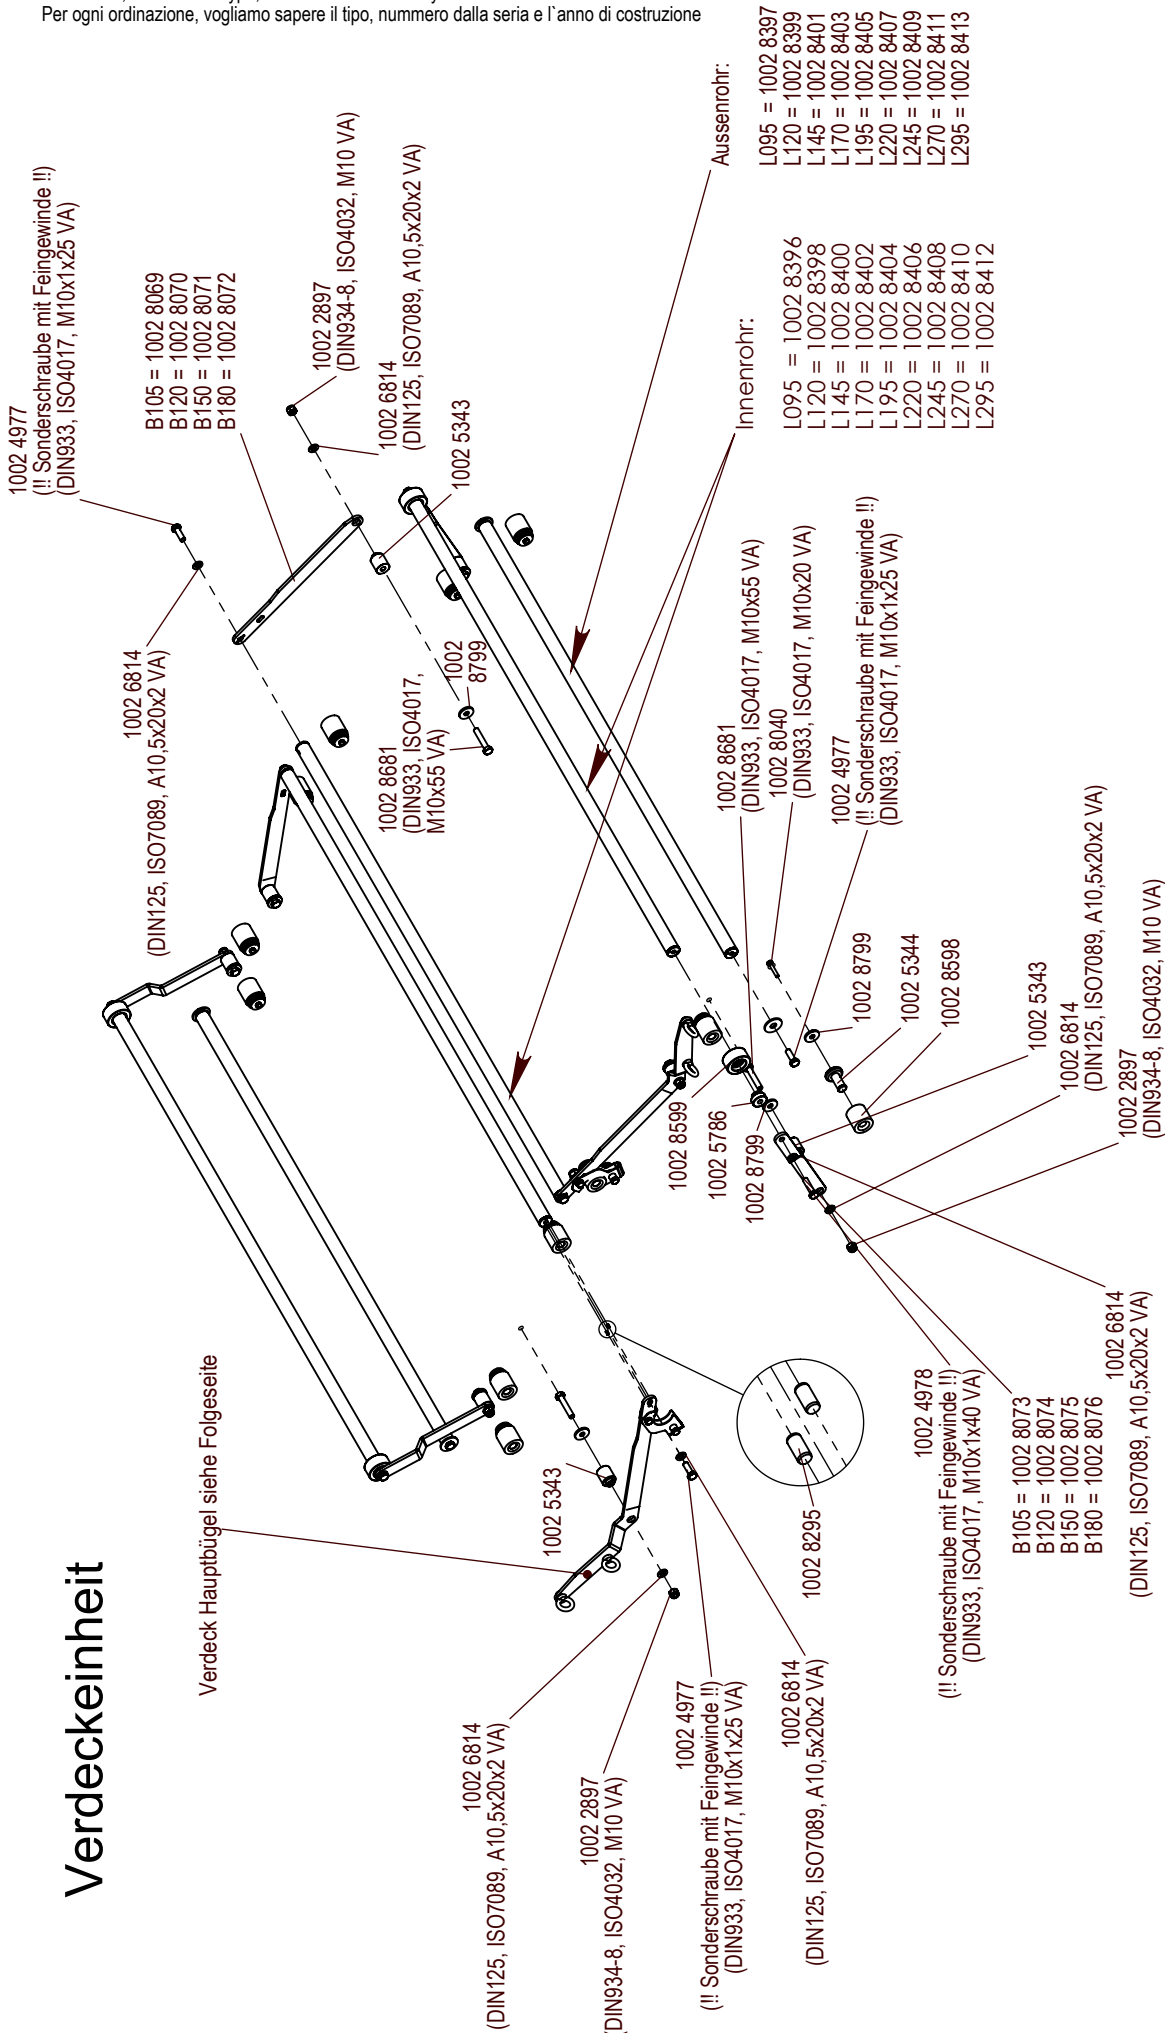 Per ogni ordinazione, vogliamo sapere il tipo, nummero dalla seria e l`anno di costruzione
Verdeckeinheit
Verdeck Hauptbügel siehe Folgeseite
1002 4977
(!! Sonderschraube mit Feingewinde !!)
(DIN933, ISO4017, M10x1x25 VA)
1002 6814
(DIN125, ISO7089, A10,5x20x2 VA)
B105 = 1002 8069
B120 = 1002 8070
B150 = 1002 8071
B180 = 1002 8072
1002 2897
(DIN934-8, ISO4032, M10 VA)
1002 6814
(DIN125, ISO7089, A10,5x20x2 VA)
1002 5343
1002 8681
(DIN933, ISO4017,
M10x55 VA)
1002
8799
Aussenrohr:
L095 = 1002 8397
L120 = 1002 8399
L145 = 1002 8401
L170 = 1002 8403
L195 = 1002 8405
L220 = 1002 8407
L245 = 1002 8409
L270 = 1002 8411
L295 = 1002 8413
Innenrohr:
L095 = 1002 8396
L120 = 1002 8398
L145 = 1002 8400
L170 = 1002 8402
L195 = 1002 8404
L220 = 1002 8406
L245 = 1002 8408
L270 = 1002 8410
L295 = 1002 8412
1002 8681
(DIN933, ISO4017, M10x55 VA)
1002 8040
(DIN933, ISO4017, M10x20 VA)
1002 4977
(!! Sonderschraube mit Feingewinde !!)
(DIN933, ISO4017, M10x1x25 VA)
1002 8599
1002 5786
1002 8799
1002 8799
1002 5344
1002 8598
1002 5343
1002 6814
(DIN125, ISO7089, A10,5x20x2 VA)
1002 2897
(DIN934-8, ISO4032, M10 VA)
1002 6814
(DIN125, ISO7089, A10,5x20x2 VA)
B105 = 1002 8073
B120 = 1002 8074
B150 = 1002 8075
B180 = 1002 8076
1002 4978
(!! Sonderschraube mit Feingewinde !!)
(DIN933, ISO4017, M10x1x40 VA)
1002 8295
1002 5343
1002 6814
(DIN125, ISO7089, A10,5x20x2 VA)
1002 2897
(DIN934-8, ISO4032, M10 VA)
1002 4977
(!! Sonderschraube mit Feingewinde !!)
(DIN933, ISO4017, M10x1x25 VA)
1002 6814
(DIN125, ISO7089, A10,5x20x2 VA)